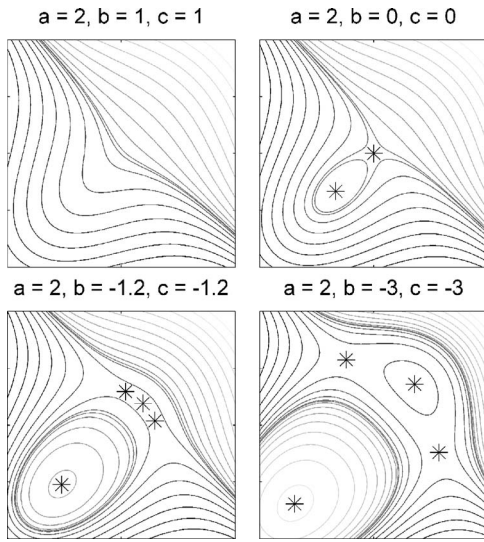 a = 2, b = 1, c = 1
a = 2, b = 0, c = 0
a = 2, b = -1.2, c = -1.2
a = 2, b = -3, c = -3